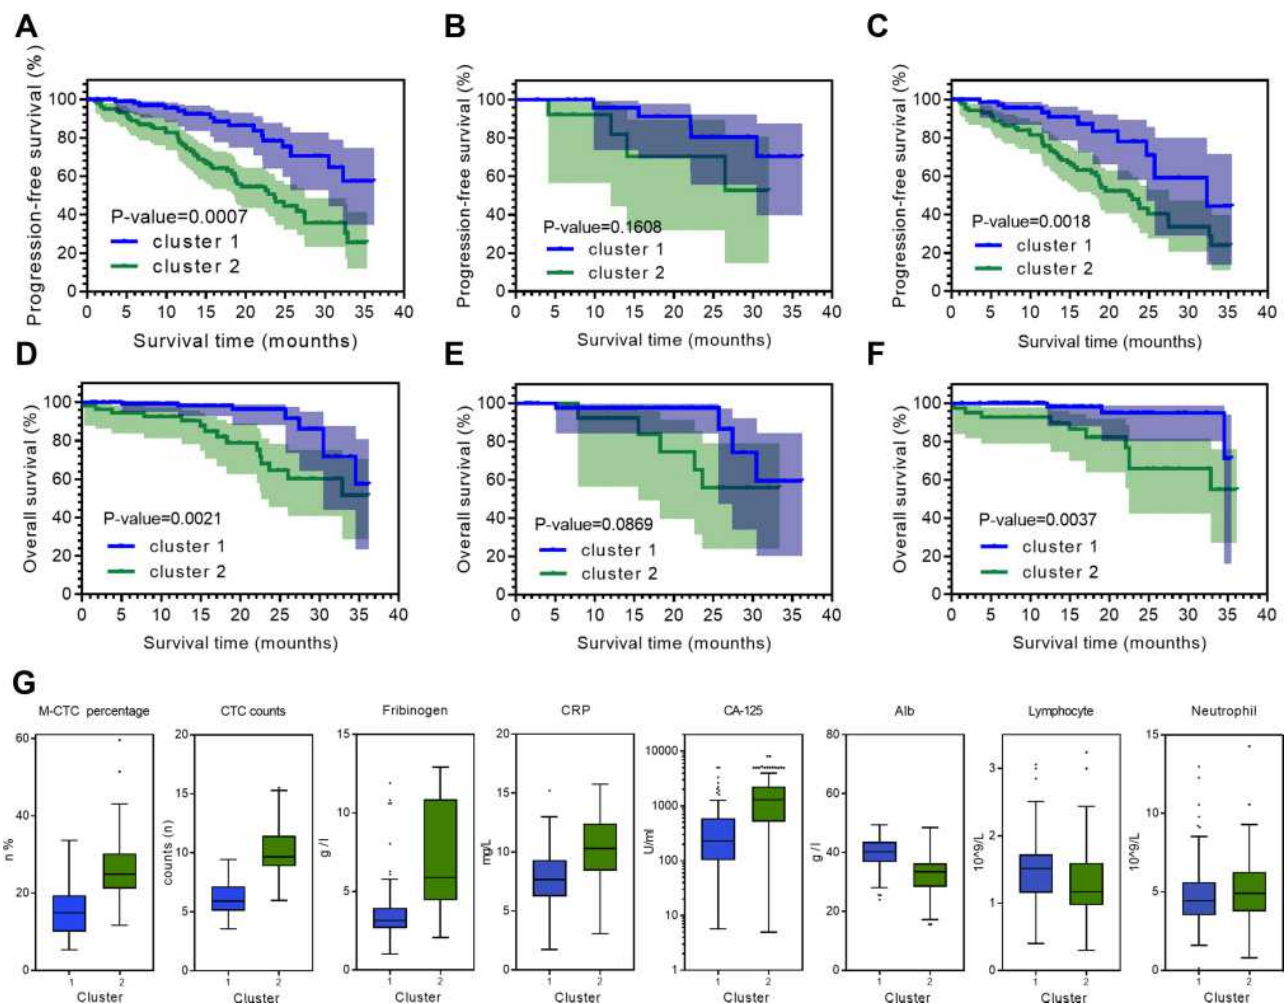 A
B
C
Progression-free survival (%)
100
80
60
40
20
0
P-value=0.0007
cluster 1
cluster 2
0 5 10 15 20 25 30 35 40
Survival time (mounths)
Progression-free survival (%)
100
80
60
40
20
0
P-value=0.1608
cluster 1
cluster 2
0 5 10 15 20 25 30 35 40
Survival time (mounths)
Progression-free survival (%)
100
80
60
40
20
0
P-value=0.0018
cluster 1
cluster 2
0 5 10 15 20 25 30 35 40
Survival time (mounths)
D
E
F
Overall survival (%)
100
80
60
40
20
0
P-value=0.0021
cluster 1
cluster 2
0 5 10 15 20 25 30 35 40
Survival time (mounths)
Overall survival (%)
100
80
60
40
20
0
P-value=0.0869
cluster 1
cluster 2
0 5 10 15 20 25 30 35 40
Survival time (mounths)
Overall survival (%)
100
80
60
40
20
0
P-value=0.0037
cluster 1
cluster 2
0 5 10 15 20 25 30 35 40
Survival time (mounths)
G
M-CTC percentage
n %
60
40
20
0
1 2
Cluster
CTC counts
counts (n)
20
15
10
5
0
1 2
Cluster
Fribinogen
g/l
15
10
5
0
1 2
Cluster
CRP
mg/L
20
15
10
5
0
1 2
Cluster
CA-125
U/ml
10000
1000
100
10
1
1 2
Cluster
Alb
g/l
80
60
40
20
0
1 2
Cluster
Lymphocyte
10^9/L
3
2
1
0
1 2
Cluster
Neutrophil
10^9/L
15
10
5
0
1 2
Cluster